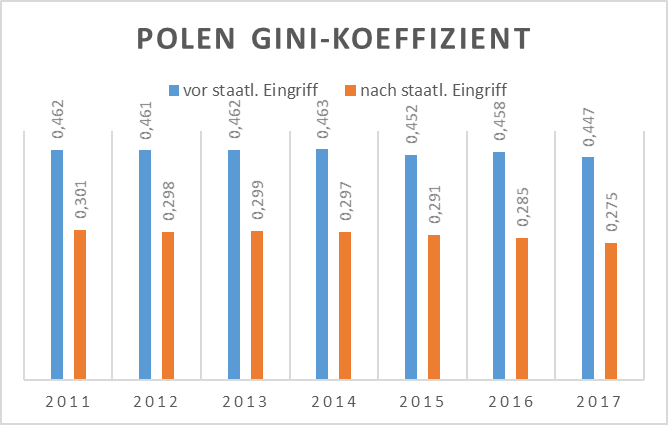 POLEN GINI-KOEFFIZIENT
vor staatl. Eingriff nach staatl. Eingriff
0,462 0,301 0,461 0,298 0,462 0,299 0,463 0,297 0,452 0,291 0,458 0,285 0,447 0,275
2011 2012 2013 2014 2015 2016 2017